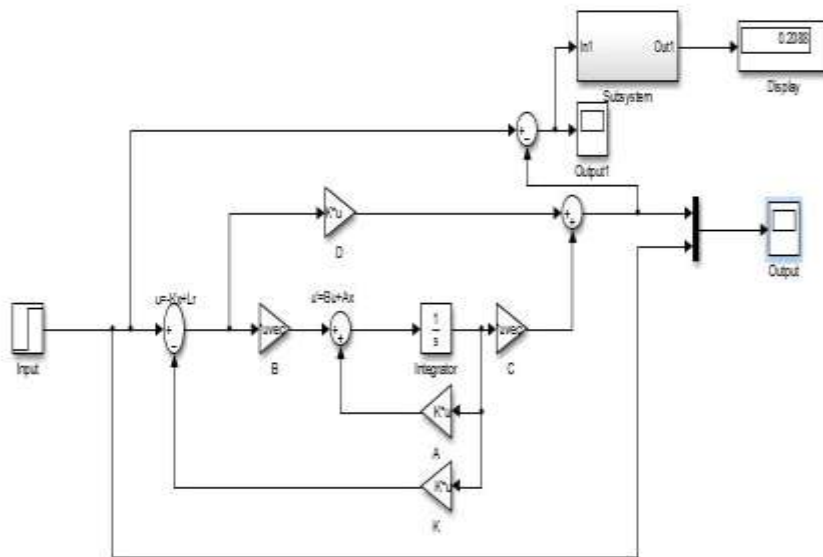 In1
Out1
0.2088
Subsystem
Display
Output1
K*u
D
Output
u=-Kx+Lr
u'=Bu+Ax
Input
B
1
s
Integrator
C
K*u
A
K*u
K